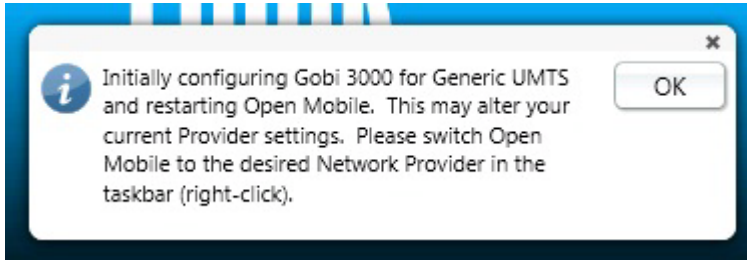 Initially configuring Gobi 3000 for Generic UMTS
and restarting Open Mobile.  This may alter your
current Provider settings.  Please switch Open
Mobile to the desired Network Provider in the
taskbar (right-click).
OK